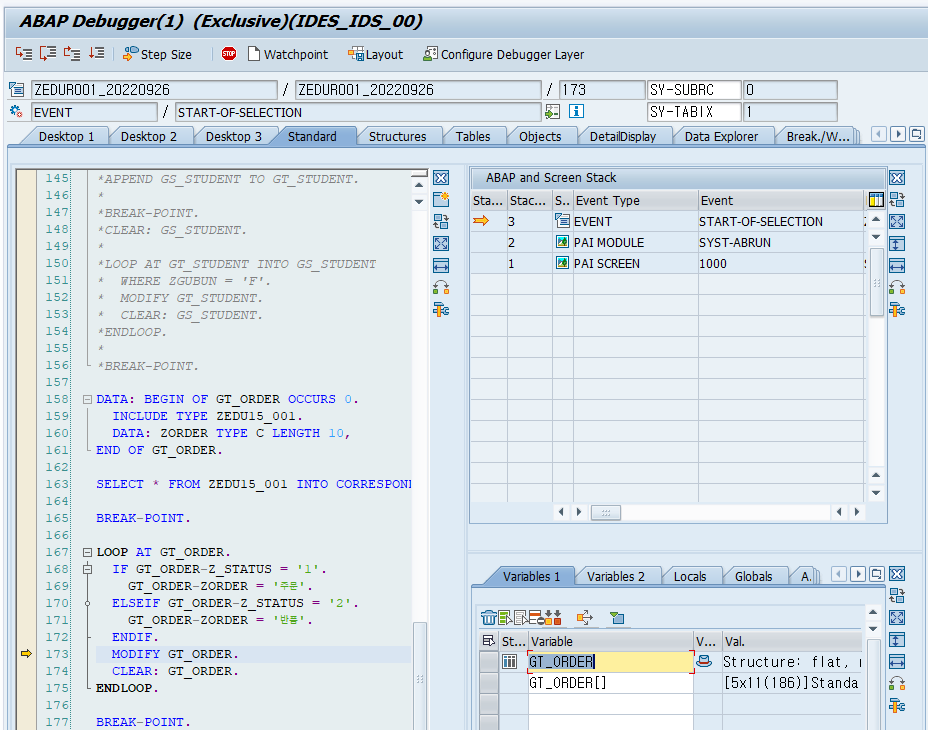 ABAP Debugger(1) (Exclusive)(IDES_IDS_00)
Step Size STOP Watchpoint Layout Configure Debugger Layer
ZEDUR001_20220926 / ZEDUR001_20220926 / 173 SY-SUBRC 0
EVENT / START-OF-SELECTION SY-TABIX 1
Desktop 1 Desktop 2 Desktop 3 Standard Structures Tables Objects DetailDisplay Data Explorer Break./W...
145 *APPEND GS_STUDENT TO GT_STUDENT.
146 *
147 *BREAK-POINT.
148 *CLEAR: GS_STUDENT.
149 *
150 *LOOP AT GT_STUDENT INTO GS_STUDENT
151 *  WHERE ZGUBUN = 'F'.
152 *  MODIFY GT_STUDENT.
153 *  CLEAR: GS_STUDENT.
154 *ENDLOOP.
155 *
156 *BREAK-POINT.
157
158 DATA: BEGIN OF GT_ORDER OCCURS 0.
159   INCLUDE TYPE ZEDU15_001.
160   DATA: ZORDER TYPE C LENGTH 10,
161 END OF GT_ORDER.
162
163 SELECT * FROM ZEDU15_001 INTO CORRESPON
164
165 BREAK-POINT.
166
167 LOOP AT GT_ORDER.
168   IF GT_ORDER-Z_STATUS = '1'.
169     GT_ORDER-ZORDER = '주문'.
170   ELSEIF GT_ORDER-Z_STATUS = '2'.
171     GT_ORDER-ZORDER = '반품'.
172   ENDIF.
173   MODIFY GT_ORDER.
174   CLEAR: GT_ORDER.
175 ENDLOOP.
176
177 BREAK-POINT.
ABAP and Screen Stack
Sta... Stac... S.. Event Type Event
3 EVENT START-OF-SELECTION
2 PAI MODULE SYST-ABRUN
1 PAI SCREEN 1000
Variables 1 Variables 2 Locals Globals A.
St... Variable V... Val.
GT_ORDER Structure: flat,
GT_ORDER[] [5x11(186)]Standa